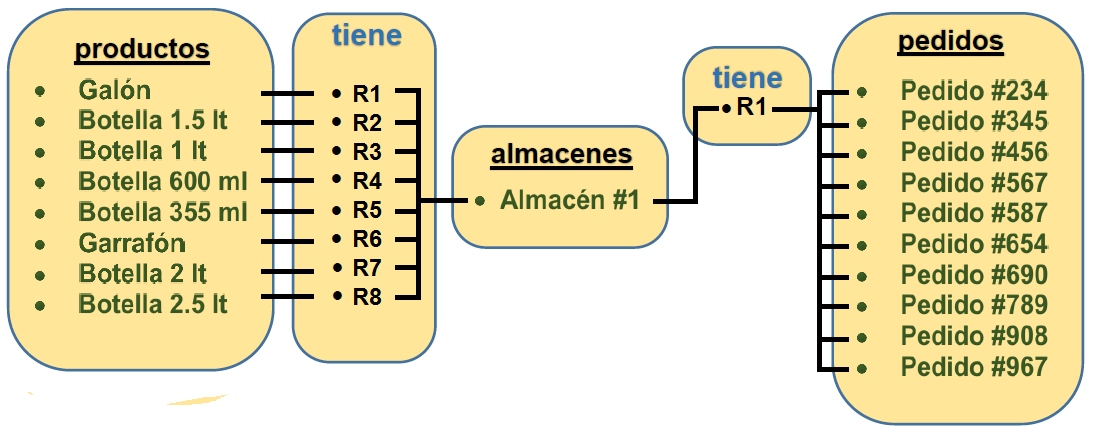 productos
• Galón
• Botella 1.5 lt
• Botella 1 lt
• Botella 600 ml
• Botella 355 ml
• Garrafón
• Botella 2 lt
• Botella 2.5 lt
tiene
• R1
• R2
• R3
• R4
• R5
• R6
• R7
• R8
almacenes
• Almacén #1
tiene
• R1
pedidos
• Pedido #234
• Pedido #345
• Pedido #456
• Pedido #567
• Pedido #587
• Pedido #654
• Pedido #690
• Pedido #789
• Pedido #908
• Pedido #967